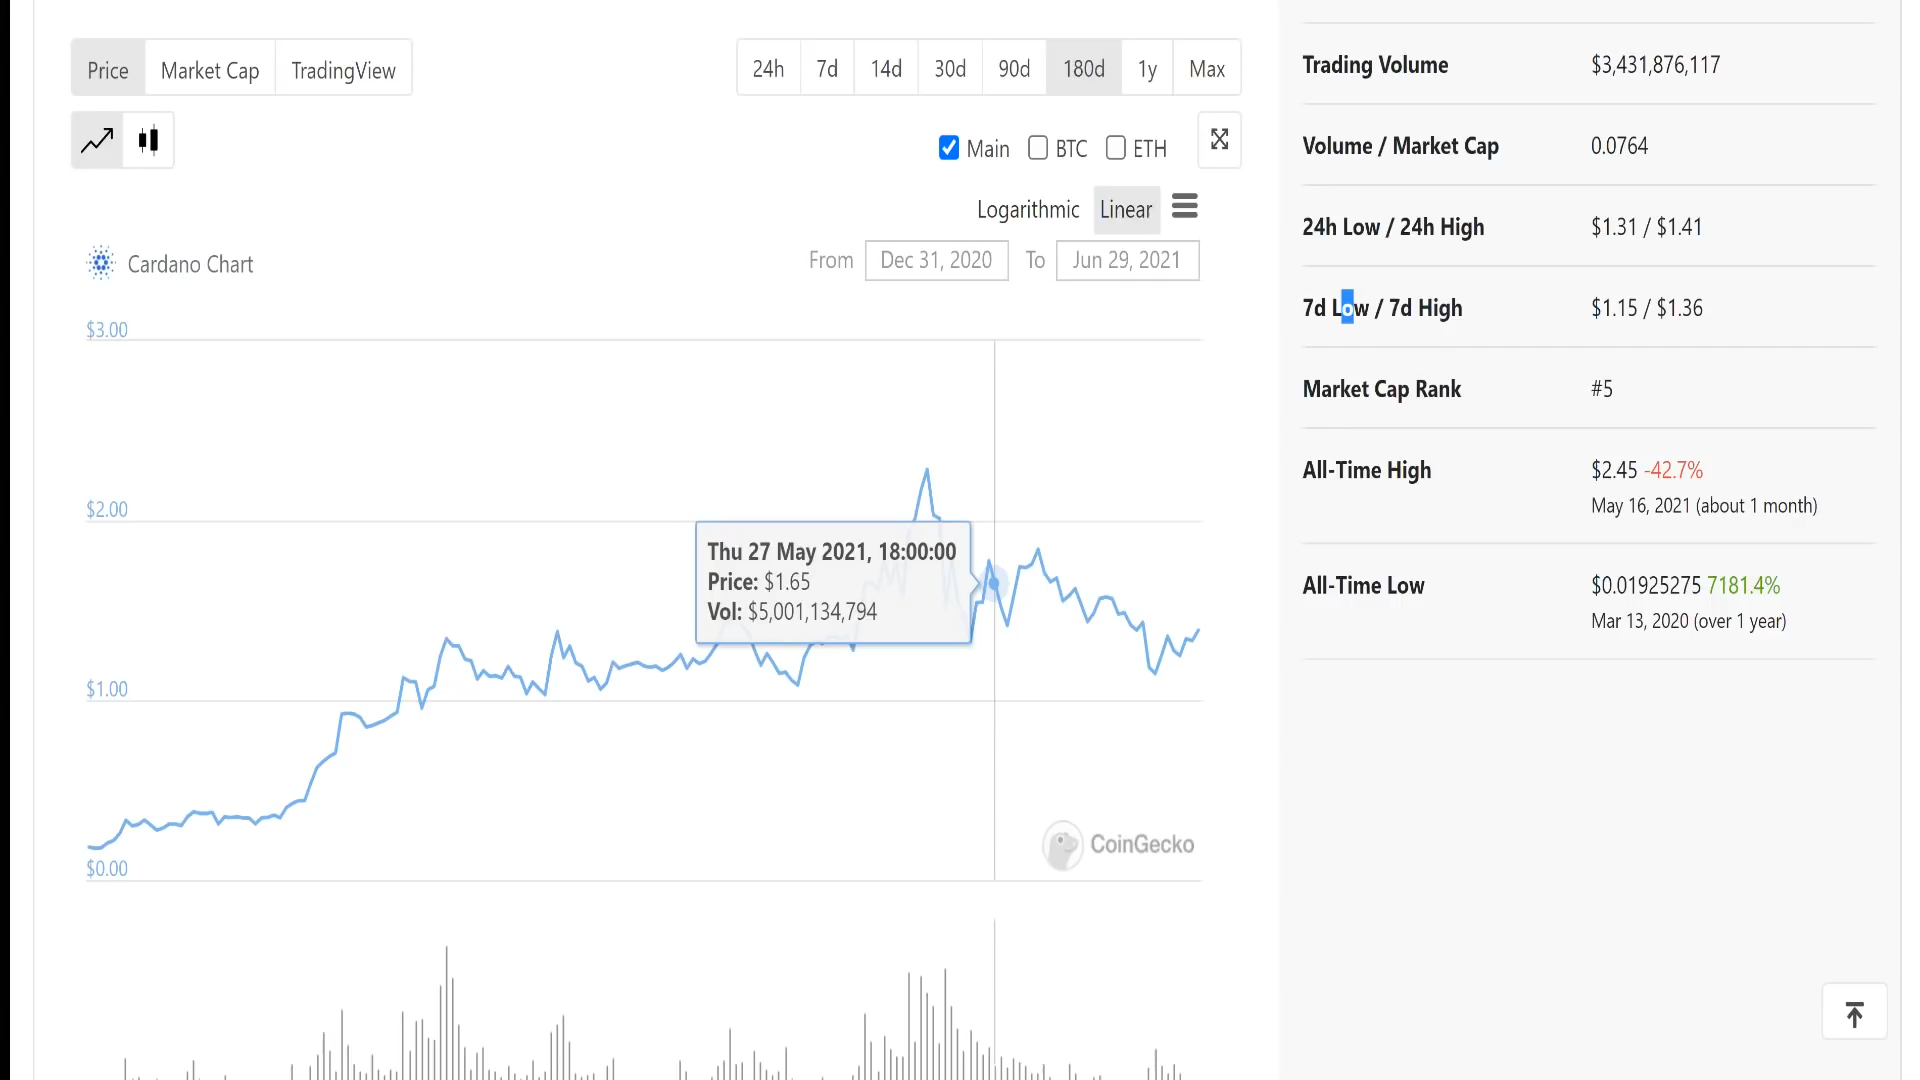 Price Market Cap TradingView
24h 7d 14d 30d 90d 180d 1y Max
Main BTC ETH
Logarithmic Linear
Cardano Chart
From Dec 31, 2020 To Jun 29, 2021
$3.00
$2.00
$1.00
$0.00
Thu 27 May 2021, 18:00:00
Price: $1.65
Vol: $5,001,134,794
CoinGecko
Trading Volume $3,431,876,117
Volume / Market Cap 0.0764
24h Low / 24h High $1.31 / $1.41
7d Low / 7d High $1.15 / $1.36
Market Cap Rank #5
All-Time High $2.45 -42.7%
May 16, 2021 (about 1 month)
All-Time Low $0.01925275 7181.4%
Mar 13, 2020 (over 1 year)